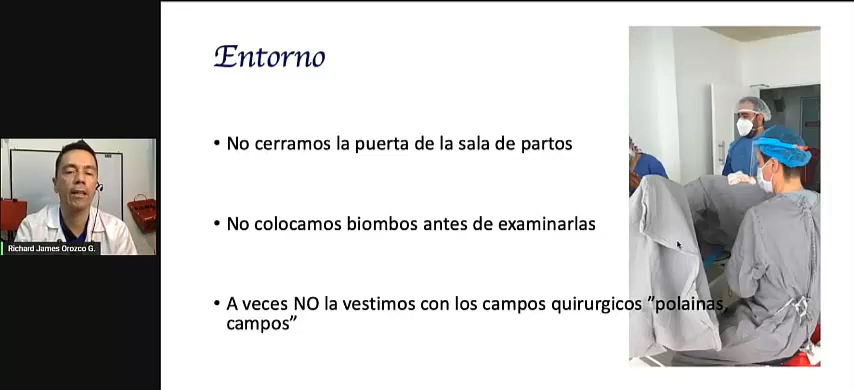 Entorno
• No cerramos la puerta de la sala de partos
• No colocamos biombos antes de examinarlas
• A veces NO la vestimos con los campos quirurgicos ”polainas,
campos”
Richard James Orozco G.